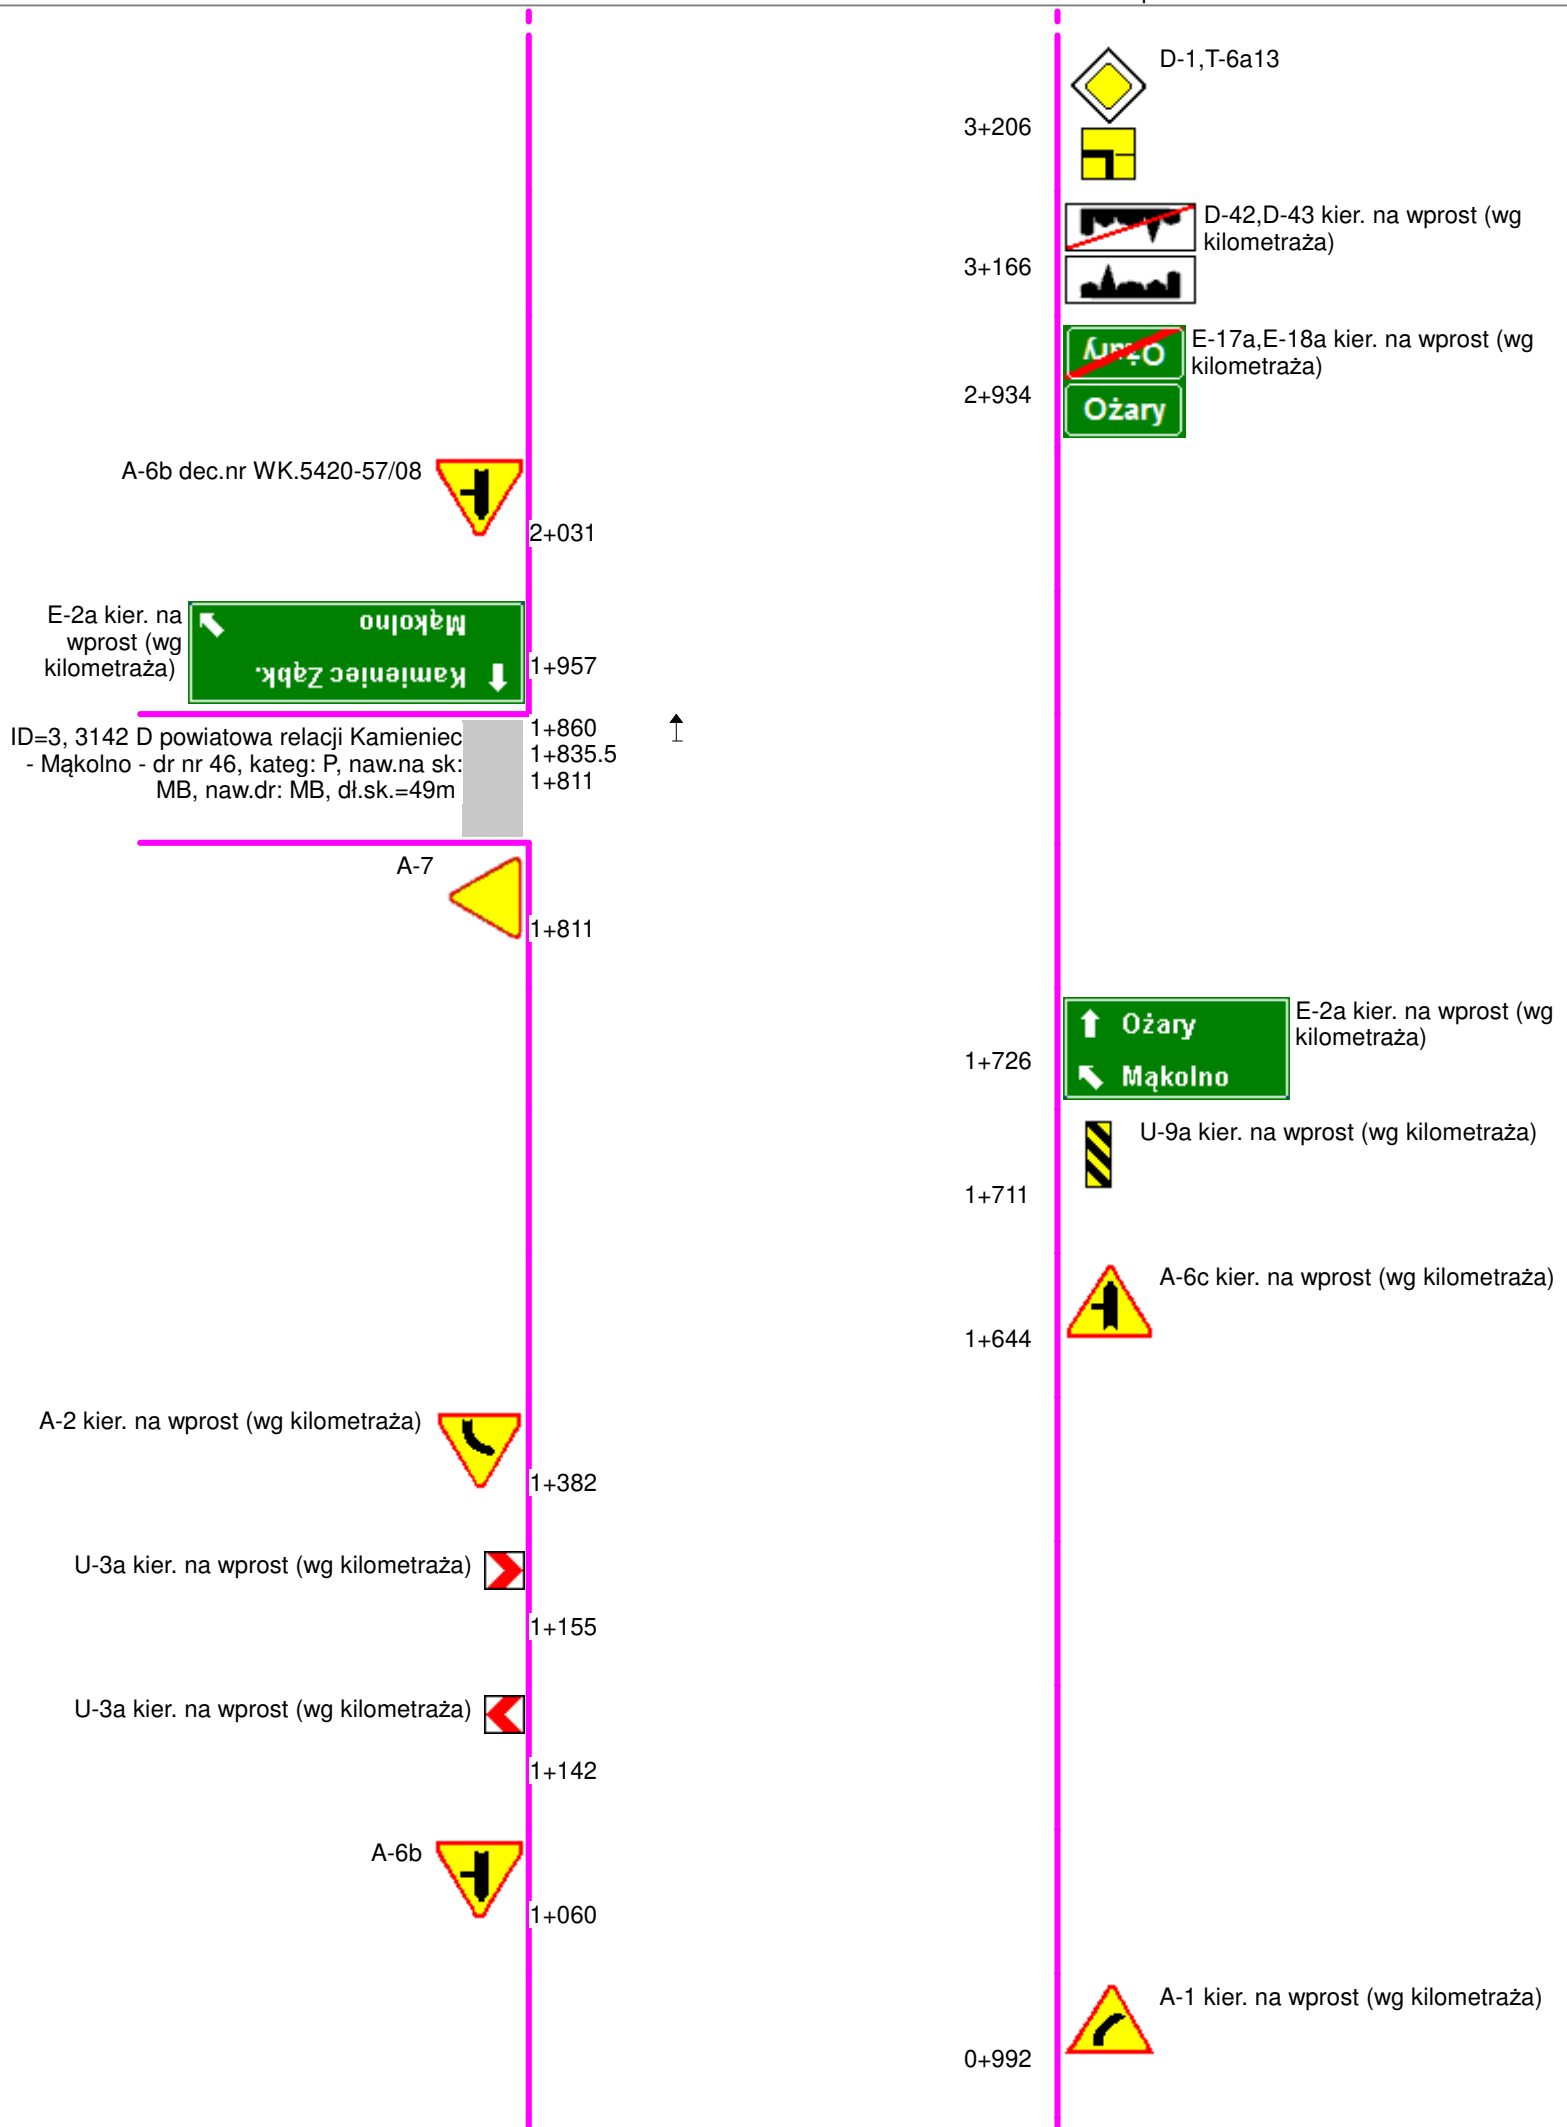 D-1,T-6a13
3+206
D-42,D-43 kier. na wprost (wg
kilometraża)
3+166
Ożary
E-17a,E-18a kier. na wprost (wg
kilometraża)
2+934
Ożary
A-6b dec.nr WK.5420-57/08
2+031
E-2a kier. na
wprost (wg
kilometraża)
Mąkolno
Kamieniec Ząbk.
1+957
1+860
ID=3, 3142 D powiatowa relacji Kamieniec
1+835.5
- Mąkolno - dr nr 46, kateg: P, naw.na sk:
1+811
MB, naw.dr: MB, dł.sk.=49m
A-7
1+811
Ożary
Mąkolno
E-2a kier. na wprost (wg
kilometraża)
1+726
U-9a kier. na wprost (wg kilometraża)
1+711
A-6c kier. na wprost (wg kilometraża)
1+644
A-2 kier. na wprost (wg kilometraża)
1+382
U-3a kier. na wprost (wg kilometraża)
1+155
U-3a kier. na wprost (wg kilometraża)
1+142
A-6b
1+060
A-1 kier. na wprost (wg kilometraża)
0+992